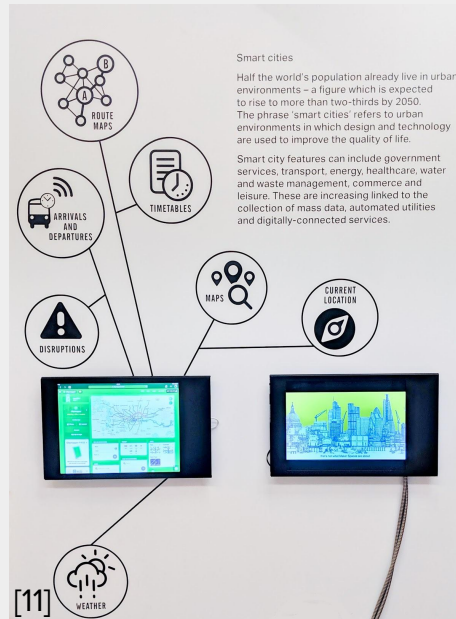 Smart cities
Half the world's population already live in urban
environments – a figure which is expected
to rise to more than two-thirds by 2050.
The phrase 'smart cities' refers to urban
environments in which design and technology
are used to improve the quality of life.
Smart city features can include government
services, transport, energy, healthcare, water
and waste management, commerce and
leisure. These are increasing linked to the
collection of mass data, automated utilities
and digitally-connected services.
B
A
ROUTE
MAPS
TIMETABLES
ARRIVALS
AND
DEPARTURES
MAPS
CURRENT
LOCATION
DISRUPTIONS
WEATHER
[11]